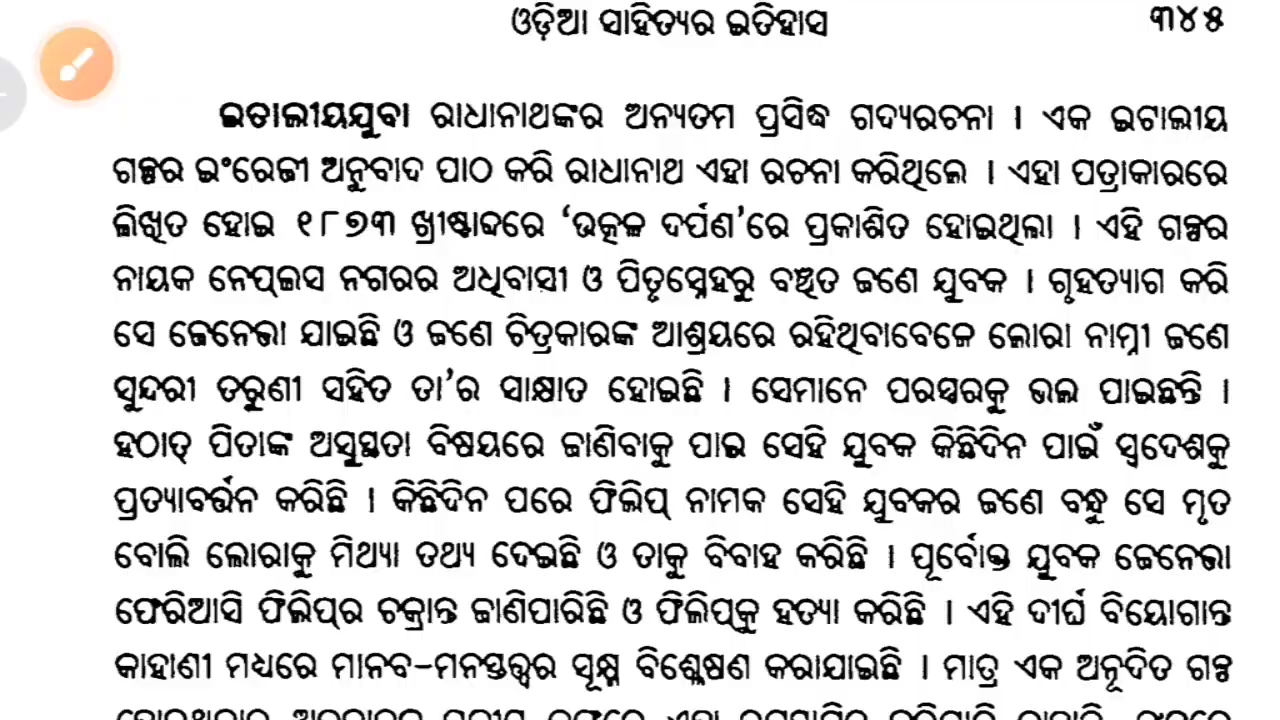 ଓଡ଼ିଆ ସାହିତ୍ୟର ଇତିହାସ ୩୪୫
ଇତାଲୀୟଯୁବା ରାଧାନାଥଙ୍କର ଅନ୍ୟତମ ପ୍ରସିଦ୍ଧ ଗଦ୍ୟରଚନା । ଏକ ଇଟାଲୀୟ
ଗଳ୍ପର ଇଂରେଜୀ ଅନୁବାଦ ପାଠ କରି ରାଧାନାଥ ଏହା ରଚନା କରିଥିଲେ । ଏହା ପତ୍ରାକାରରେ
ଲିଖିତ ହୋଇ ୧୮୭୩ ଖ୍ରୀଷ୍ଟାବ୍ଦରେ ‘ଉତ୍କଳ ଦର୍ପଣ’ରେ ପ୍ରକାଶିତ ହୋଇଥିଲା । ଏହି ଗଳ୍ପର
ନାୟକ ନେପ୍‌ଲସ ନଗରର ଅଧିବାସୀ ଓ ପିତୃସ୍ନେହରୁ ବଞ୍ଚିତ ଜଣେ ଯୁବକ । ଗୃହତ୍ୟାଗ କରି
ସେ ଜେନେଭା ଯାଇଛି ଓ ଜଣେ ଚିତ୍ରକାରଙ୍କ ଆଶ୍ରୟରେ ରହିଥିବାବେଳେ ଲୋରା ନାମ୍ନୀ ଜଣେ
ସୁନ୍ଦରୀ ତରୁଣୀ ସହିତ ତା’ର ସାକ୍ଷାତ ହୋଇଛି । ସେମାନେ ପରସ୍ପରକୁ ଭଲ ପାଇଛନ୍ତି ।
ହଠାତ୍ ପିତାଙ୍କ ଅସୁସ୍ଥତା ବିଷୟରେ ଜାଣିବାକୁ ପାଇ ସେହି ଯୁବକ କିଛିଦିନ ପାଇଁ ସ୍ୱଦେଶକୁ
ପ୍ରତ୍ୟାବର୍ତ୍ତନ କରିଛି । କିଛିଦିନ ପରେ ଫିଲିପ୍ ନାମକ ସେହି ଯୁବକର ଜଣେ ବନ୍ଧୁ ସେ ମୃତ
ବୋଲି ଲୋରାକୁ ମିଥ୍ୟା ତଥ୍ୟ ଦେଇଛି ଓ ତାକୁ ବିବାହ କରିଛି । ପୂର୍ବୋକ୍ତ ଯୁବକ ଜେନେଭା
ଫେରିଆସି ଫିଲିପ୍‌ର ଚକ୍ରାନ୍ତ ଜାଣିପାରିଛି ଓ ଫିଲିପ୍‌କୁ ହତ୍ୟା କରିଛି । ଏହି ଦୀର୍ଘ ବିୟୋଗାନ୍ତ
କାହାଣୀ ମଧ୍ୟରେ ମାନବ–ମନସ୍ତତ୍ତ୍ୱର ସୂକ୍ଷ୍ମ ବିଶ୍ଳେଷଣ କରାଯାଇଛି । ମାତ୍ର ଏକ ଅନୂଦିତ ଗଳ୍ପ